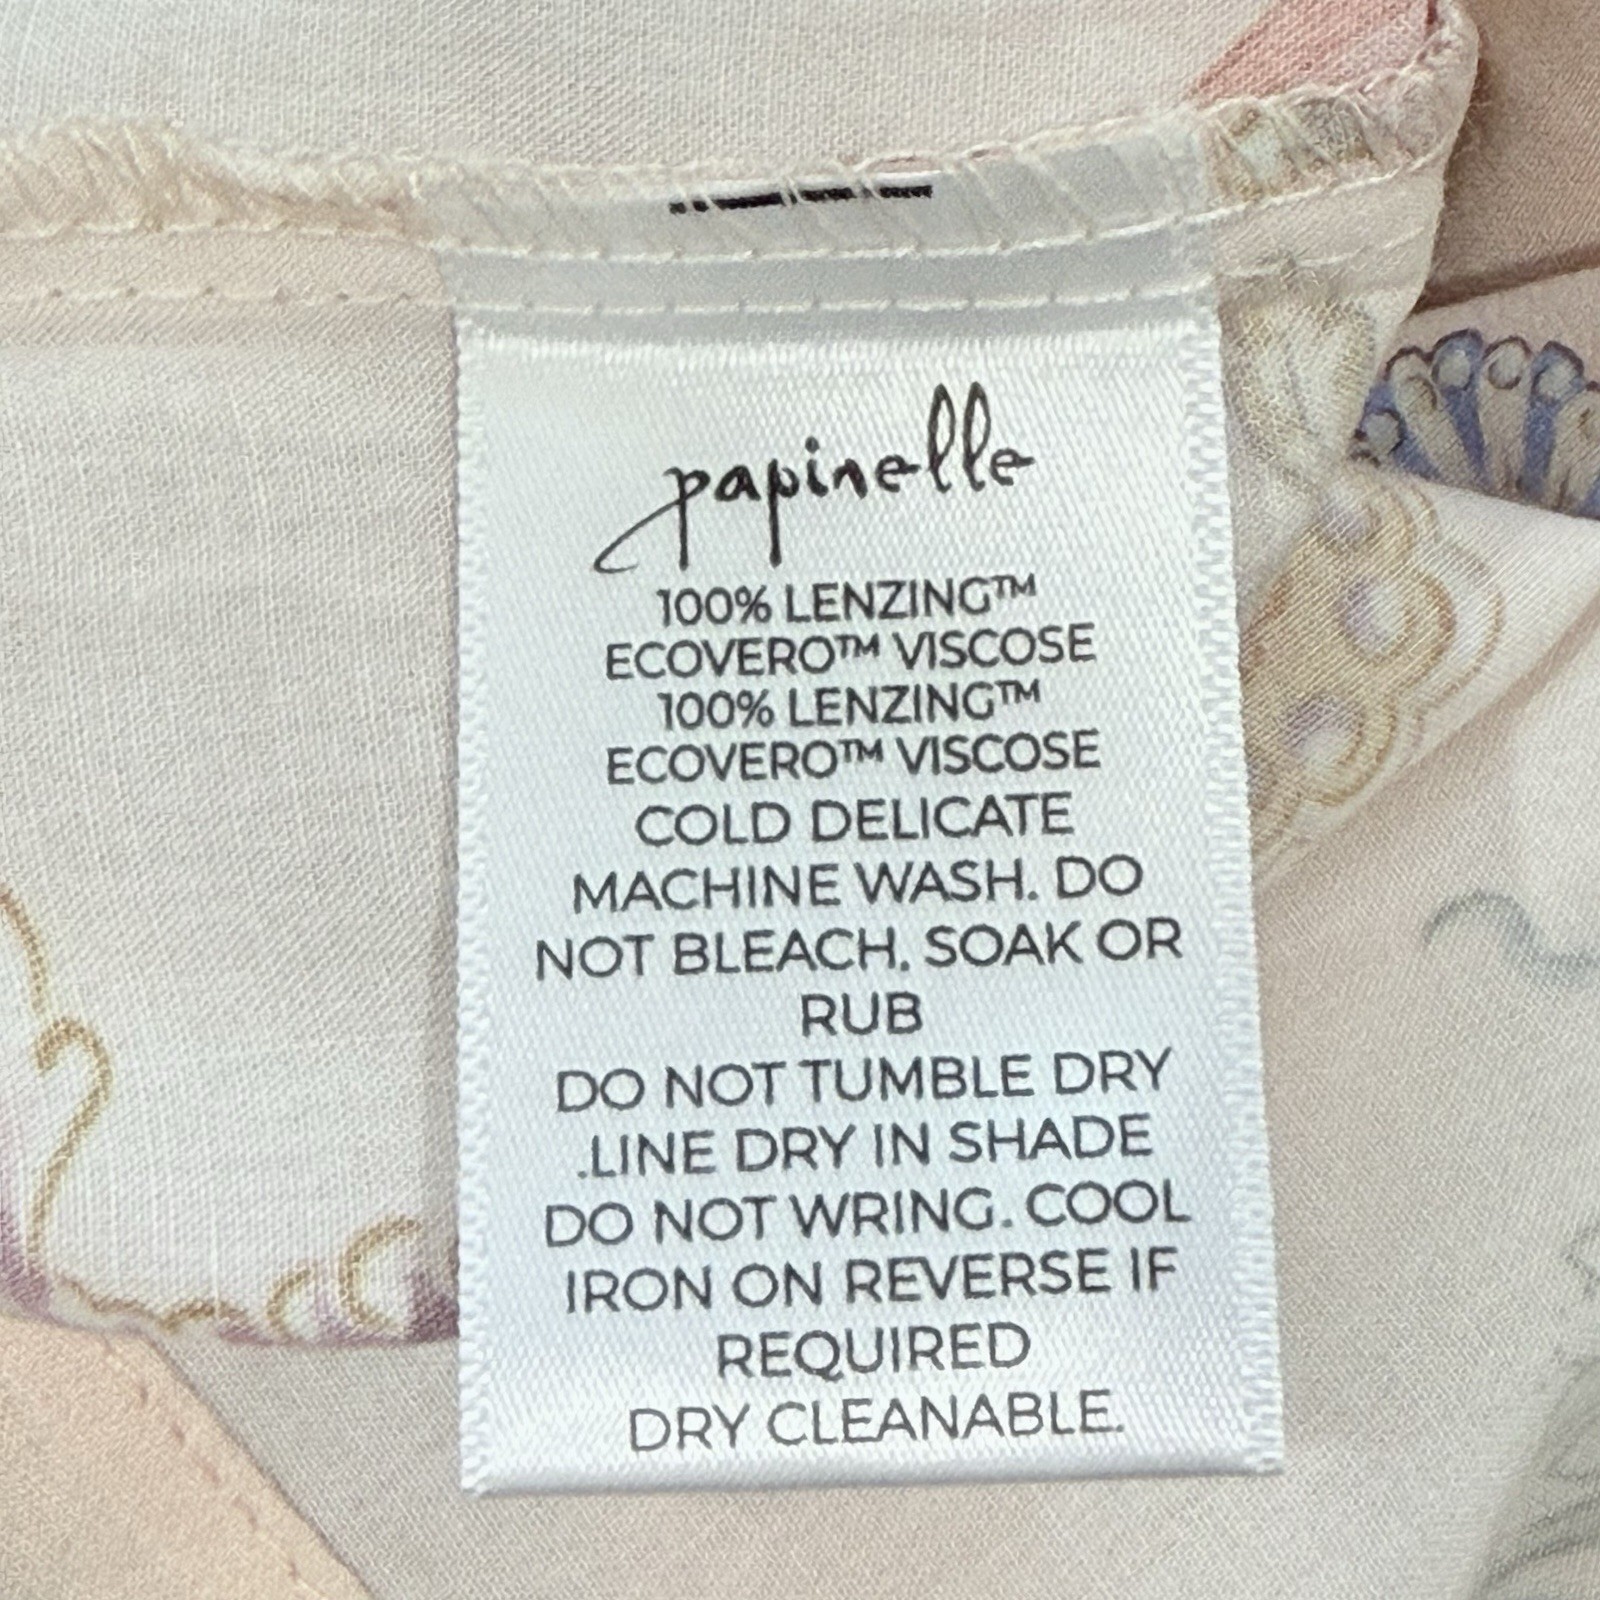 papinelle
100% LENZING™
ECOVERO™ VISCOSE
100% LENZING™
ECOVERO™ VISCOSE
COLD DELICATE
MACHINE WASH. DO
NOT BLEACH. SOAK OR
RUB
DO NOT TUMBLE DRY
.LINE DRY IN SHADE
DO NOT WRING. COOL
IRON ON REVERSE IF
REQUIRED
DRY CLEANABLE.